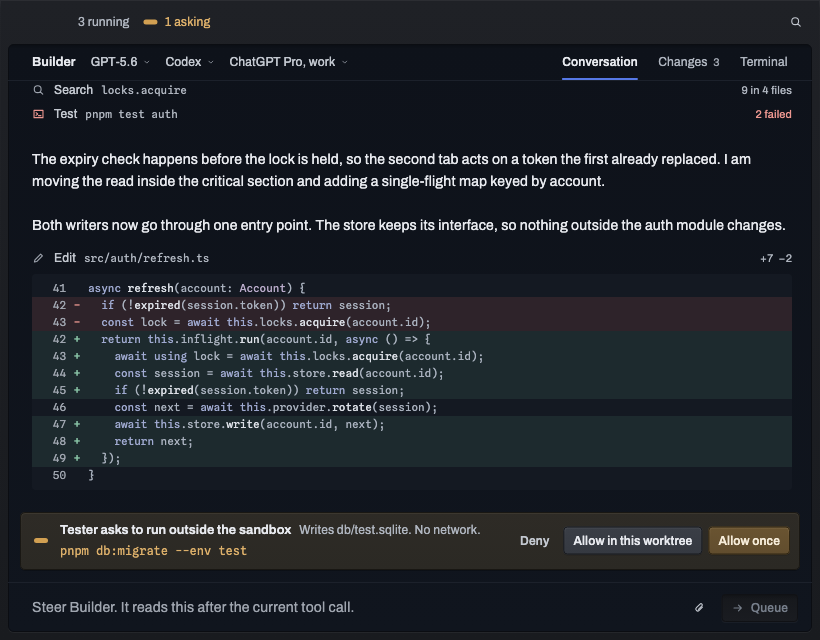 3 running 1 asking
Builder GPT-5.6 Codex ChatGPT Pro, work Conversation Changes 3 Terminal
Search locks.acquire 9 in 4 files
Test pnpm test auth 2 failed
The expiry check happens before the lock is held, so the second tab acts on a token the first already replaced. I am
moving the read inside the critical section and adding a single-flight map keyed by account.
Both writers now go through one entry point. The store keeps its interface, so nothing outside the auth module changes.
Edit src/auth/refresh.ts +7 −2
41 async refresh(account: Account) {
42 − if (!expired(session.token)) return session;
43 − const lock = await this.locks.acquire(account.id);
42 + return this.inflight.run(account.id, async () => {
43 + await using lock = await this.locks.acquire(account.id);
44 + const session = await this.store.read(account.id);
45 + if (!expired(session.token)) return session;
46 const next = await this.provider.rotate(session);
47 + await this.store.write(account.id, next);
48 + return next;
49 + });
50 }
Tester asks to run outside the sandbox Writes db/test.sqlite. No network.
pnpm db:migrate --env test
Deny Allow in this worktree Allow once
Steer Builder. It reads this after the current tool call. → Queue